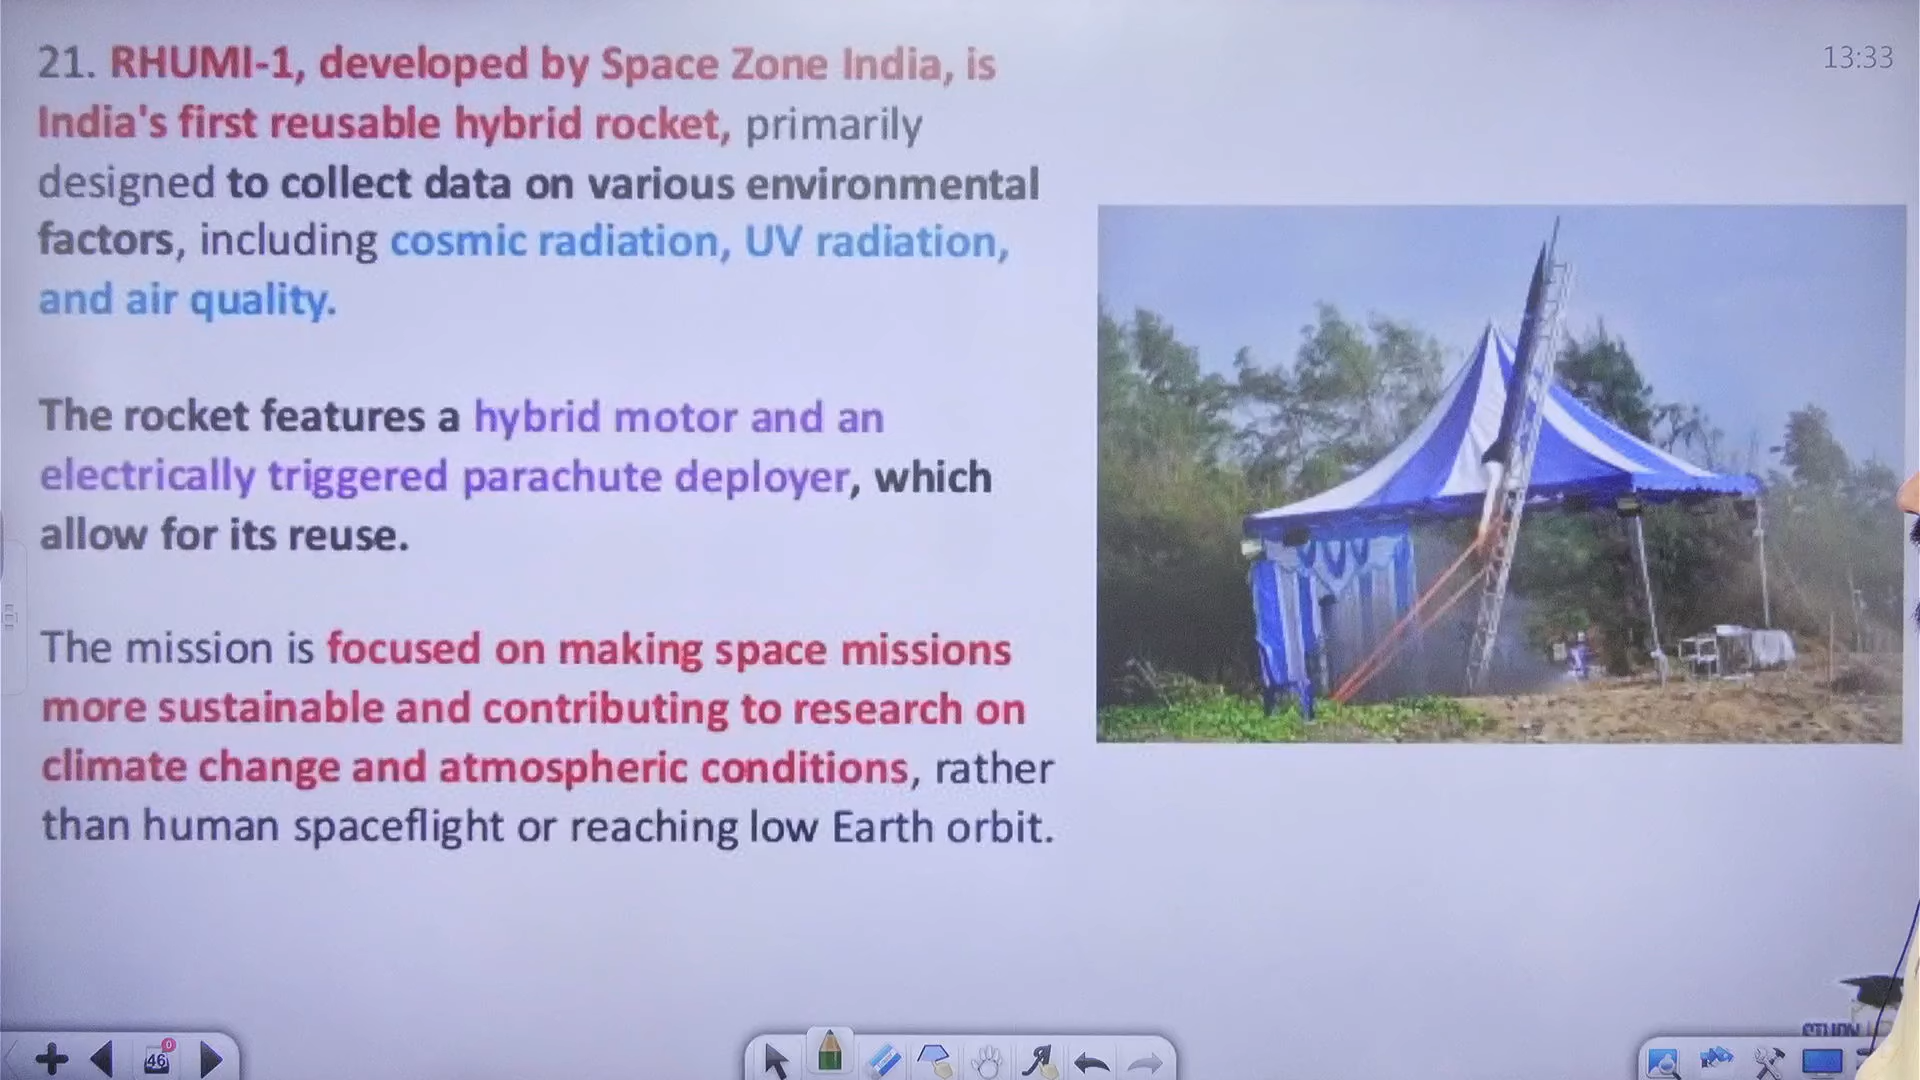 21. RHUMI-1, developed by Space Zone India, is
India's first reusable hybrid rocket, primarily
designed to collect data on various environmental
factors, including cosmic radiation, UV radiation,
and air quality.
The rocket features a hybrid motor and an
electrically triggered parachute deployer, which
allow for its reuse.
The mission is focused on making space missions
more sustainable and contributing to research on
climate change and atmospheric conditions, rather
than human spaceflight or reaching low Earth orbit.
13:33
46
0